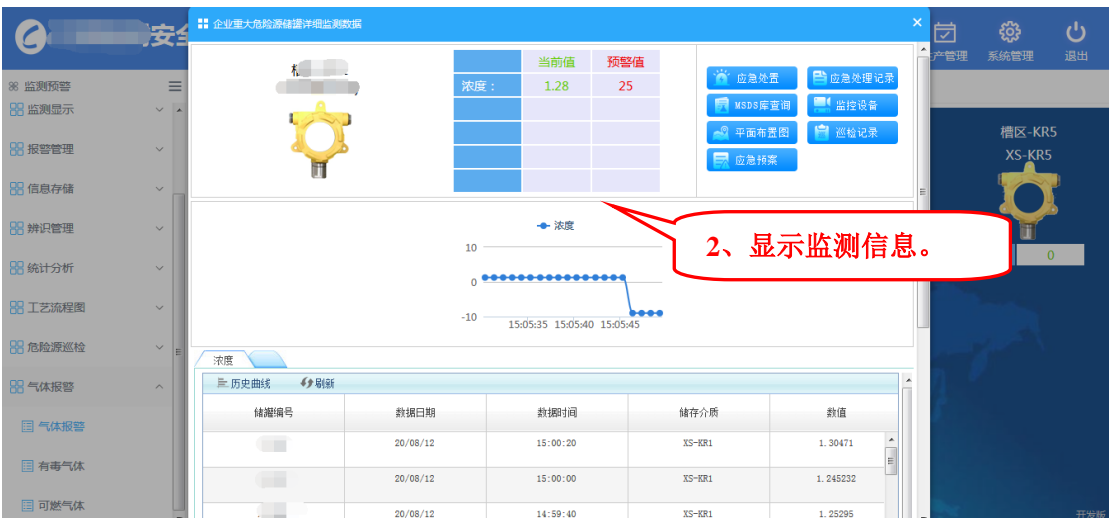 安全
企业重大危险源储罐详细监测数据
产管理
系统管理
退出
监测预警
监测显示
报警管理
信息存储
辨识管理
统计分析
工艺流程图
危险源巡检
气体报警
气体报警
有毒气体
可燃气体
当前值 预警值
浓度： 1.28 25
应急处置 应急处理记录
MSDS库查询 监控设备
平面布置图 巡检记录
应急预案
槽区-KR5
XS-KR5
0
2、显示监测信息。
浓度
10
0
-10
15:05:35 15:05:40 15:05:45
浓度
历史曲线 刷新
储罐编号 数据日期 数据时间 储存介质 数值
20/08/12 15:00:20 XS-KR1 1.30471
20/08/12 15:00:00 XS-KR1 1.245232
20/08/12 14:59:40 XS-KR1 1.25295
开发版